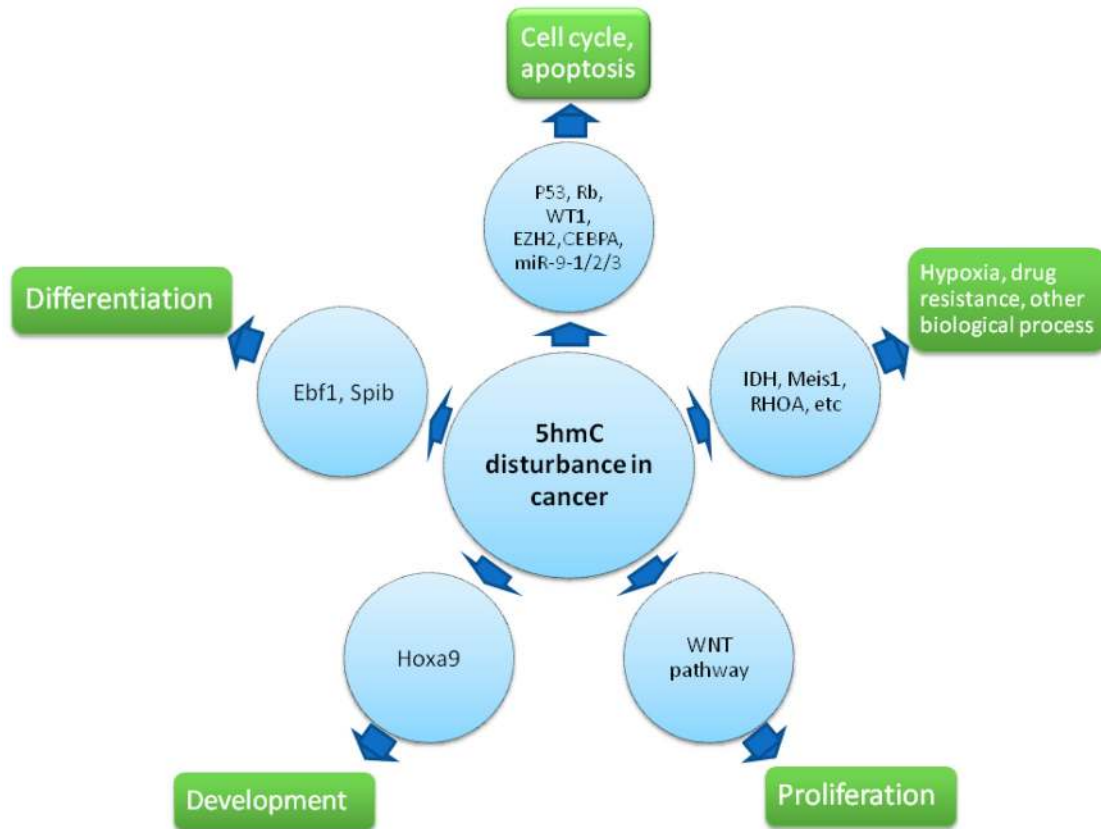 Cell cycle,
apoptosis
P53, Rb,
WT1,
EZH2,CEBPA,
miR-9-1/2/3
Differentiation
Hypoxia, drug
resistance, other
biological process
Ebf1, Spib
IDH, Meis1,
RHOA, etc
5hmC
disturbance in
cancer
Hoxa9
WNT
pathway
Development
Proliferation